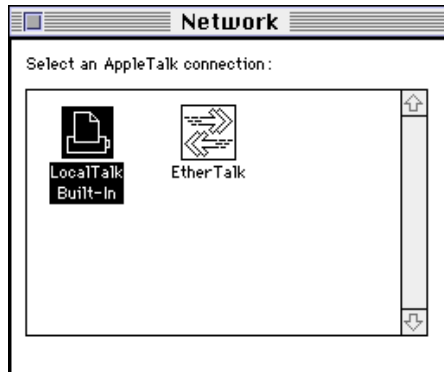 Network
Select an AppleTalk connection:
LocalTalk
Built-In
EtherTalk